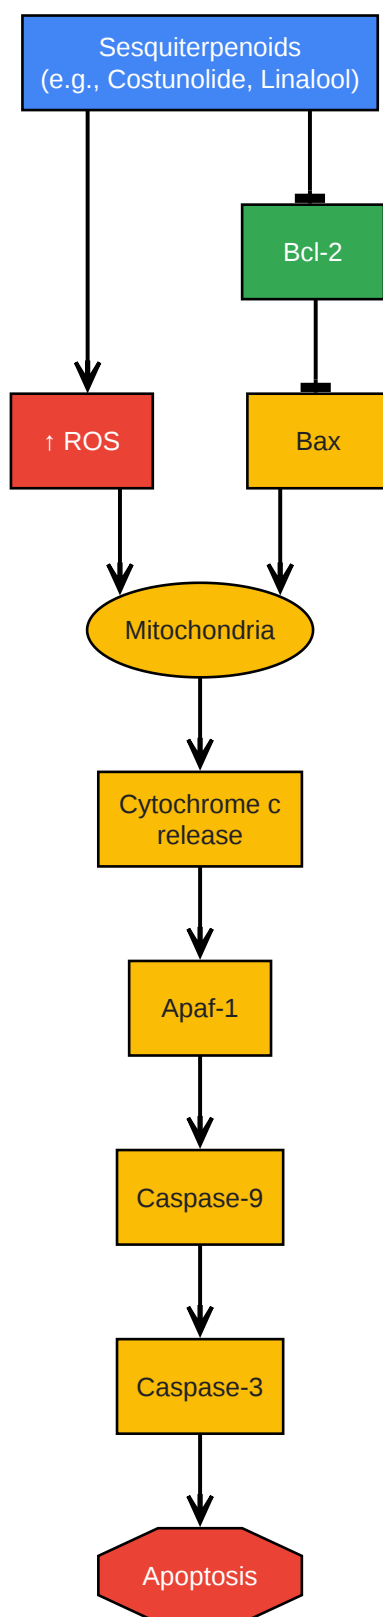 Sesquiterpenoids
(e.g., Costunolide, Linalool)
Bcl-2
↑ ROS
Bax
Mitochondria
Cytochrome c
release
Apaf-1
Caspase-9
Caspase-3
Apoptosis